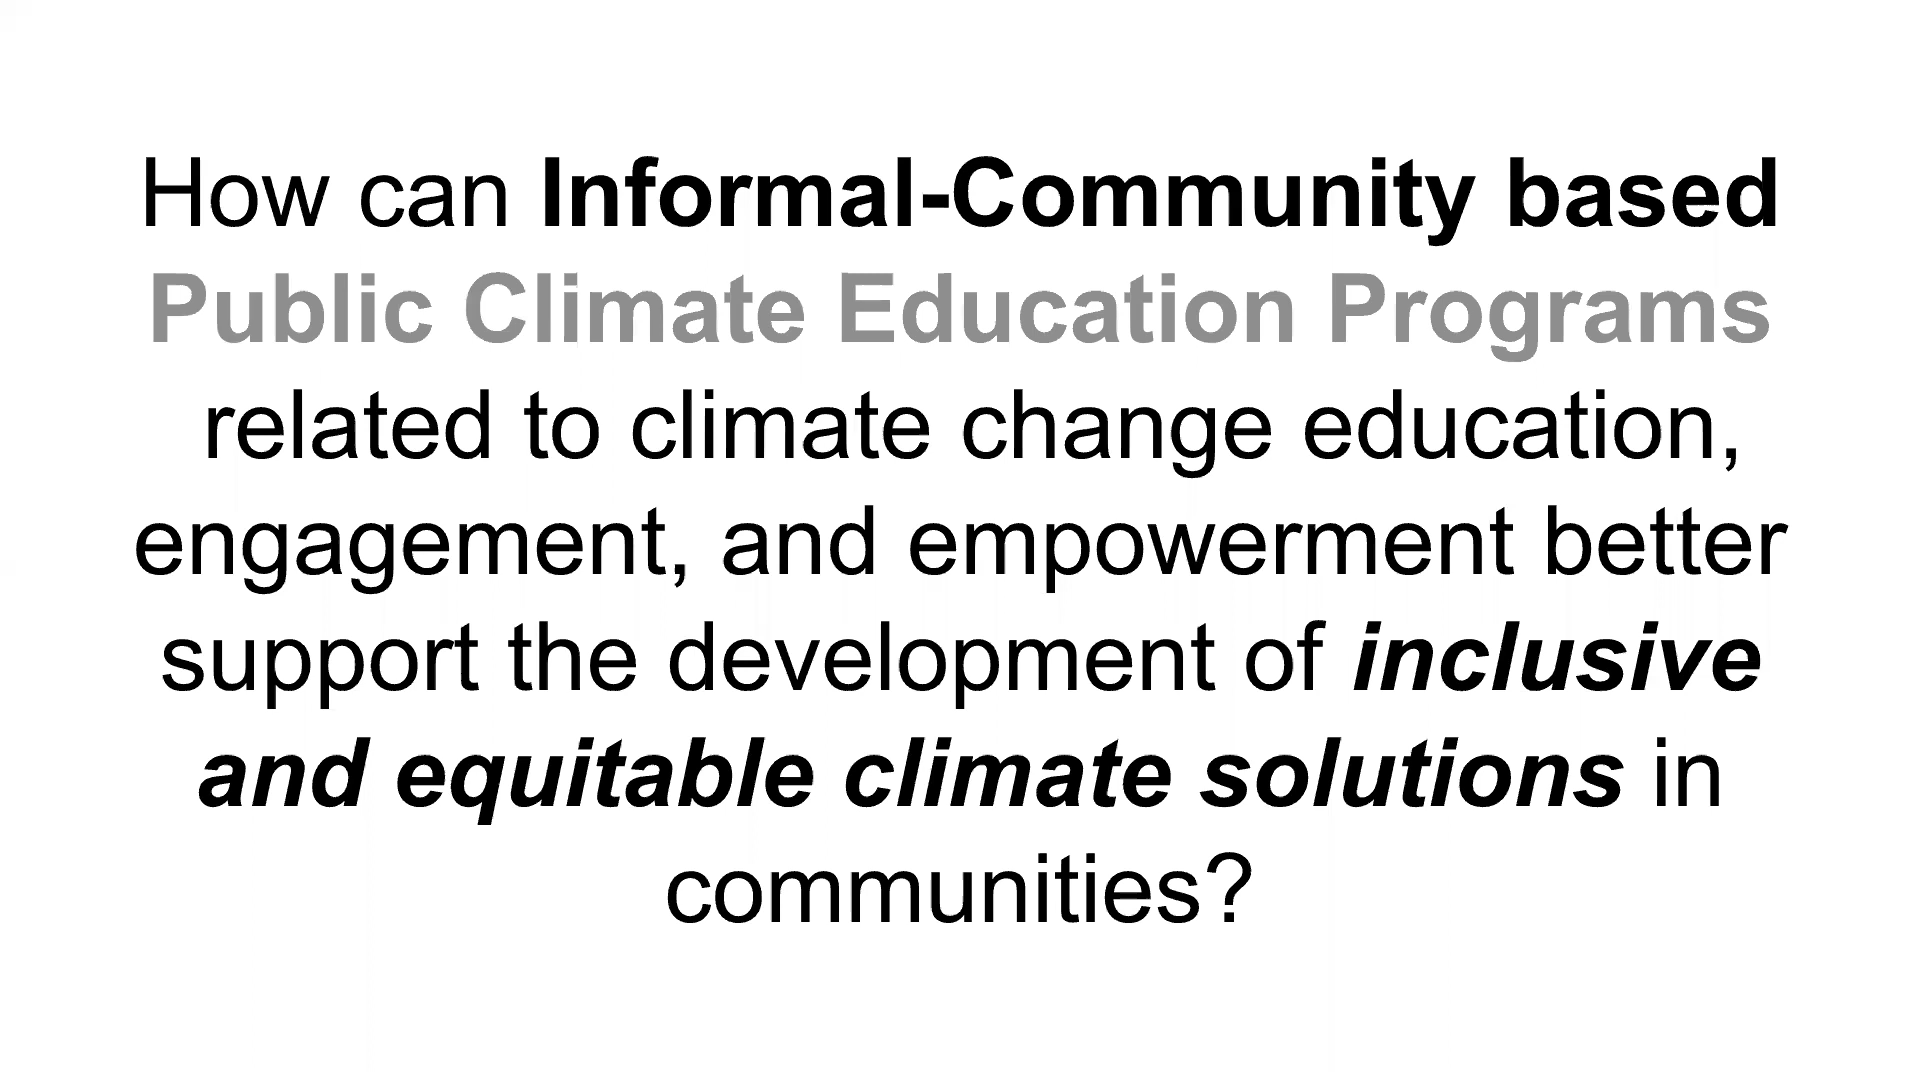 How can Informal-Community based
Public Climate Education Programs
related to climate change education,
engagement, and empowerment better
support the development of inclusive
and equitable climate solutions in
communities?